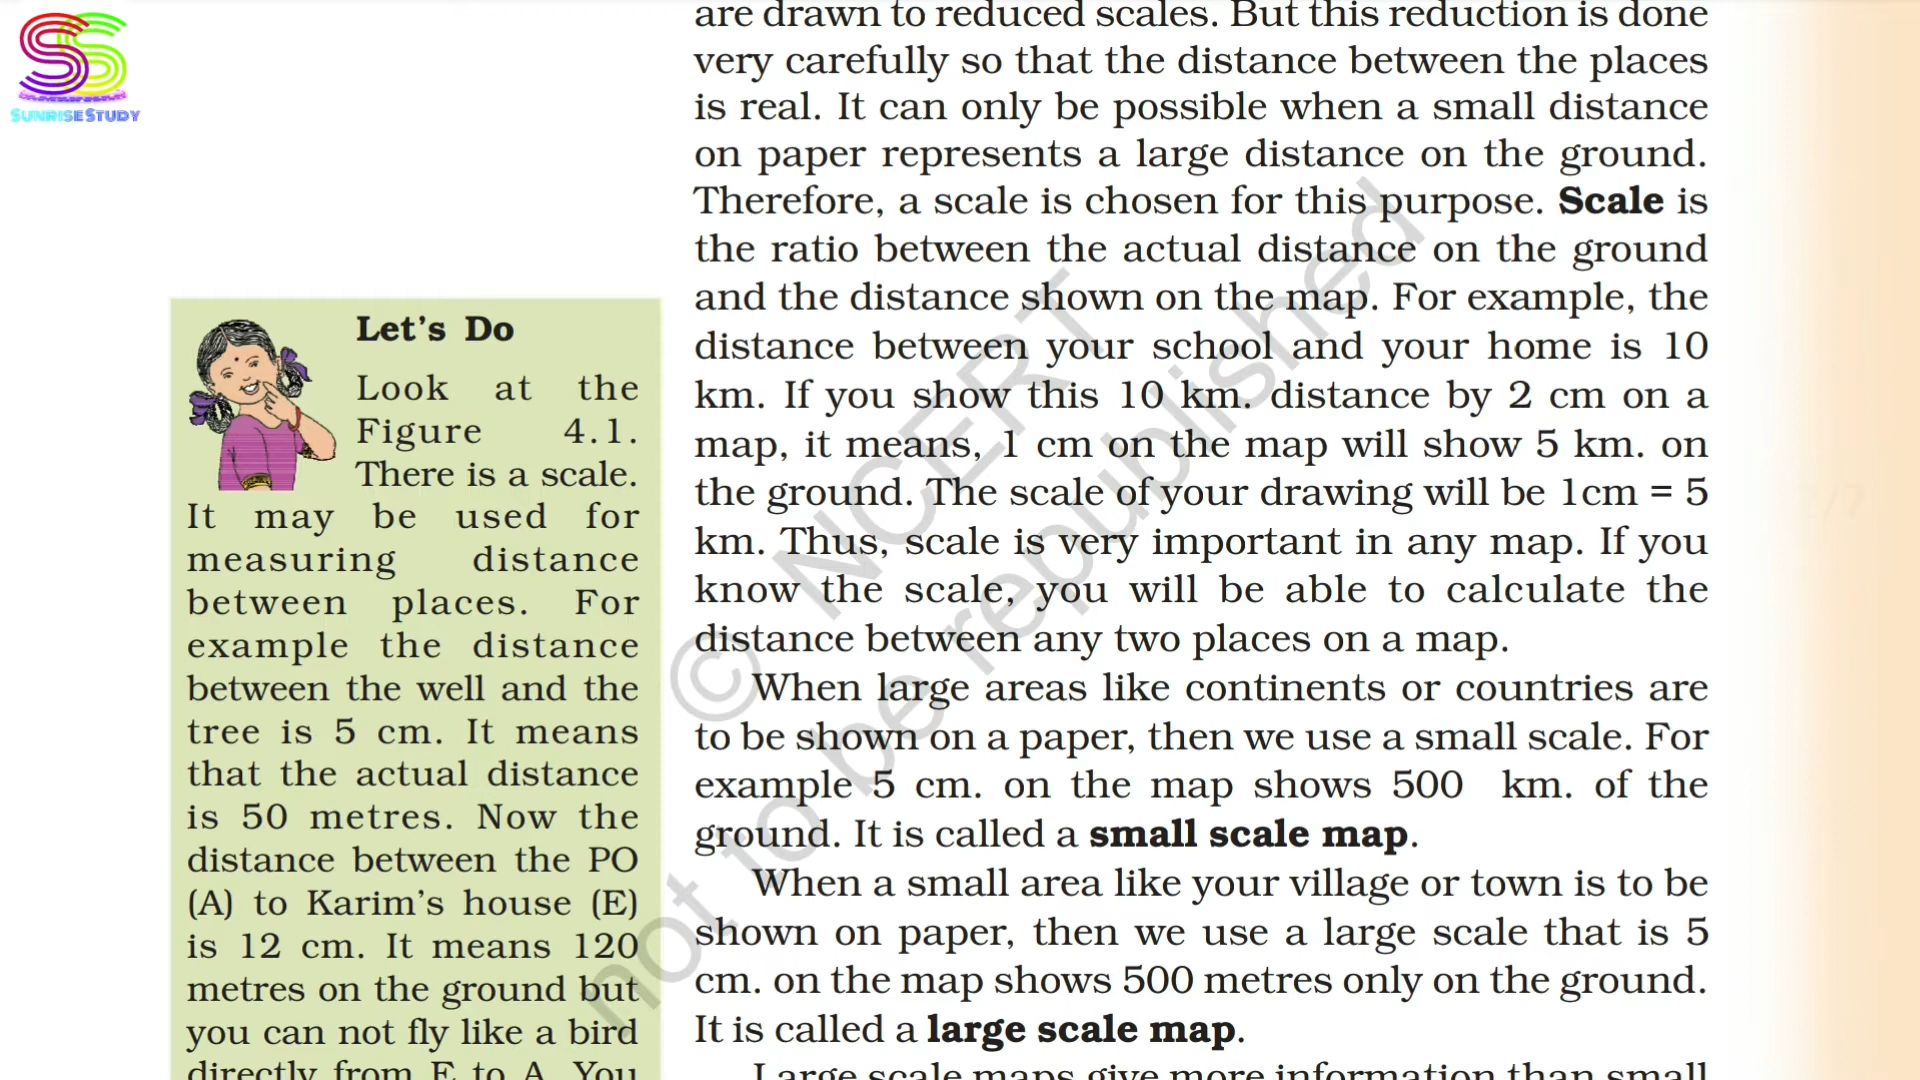 SUNRISESTUDY
are drawn to reduced scales. But this reduction is done
very carefully so that the distance between the places
is real. It can only be possible when a small distance
on paper represents a large distance on the ground.
Therefore, a scale is chosen for this purpose. Scale is
the ratio between the actual distance on the ground
and the distance shown on the map. For example, the
distance between your school and your home is 10
km. If you show this 10 km. distance by 2 cm on a
map, it means, 1 cm on the map will show 5 km. on
the ground. The scale of your drawing will be 1cm = 5
km. Thus, scale is very important in any map. If you
know the scale, you will be able to calculate the
distance between any two places on a map.
When large areas like continents or countries are
to be shown on a paper, then we use a small scale. For
example 5 cm. on the map shows 500 km. of the
ground. It is called a small scale map.
When a small area like your village or town is to be
shown on paper, then we use a large scale that is 5
cm. on the map shows 500 metres only on the ground.
It is called a large scale map.
Large scale maps give more information than small
Let's Do
Look at the
Figure 4.1.
There is a scale.
It may be used for
measuring distance
between places. For
example the distance
between the well and the
tree is 5 cm. It means
that the actual distance
is 50 metres. Now the
distance between the PO
(A) to Karim's house (E)
is 12 cm. It means 120
metres on the ground but
you can not fly like a bird
directly from E to A. You
© NCERT
not to be republished